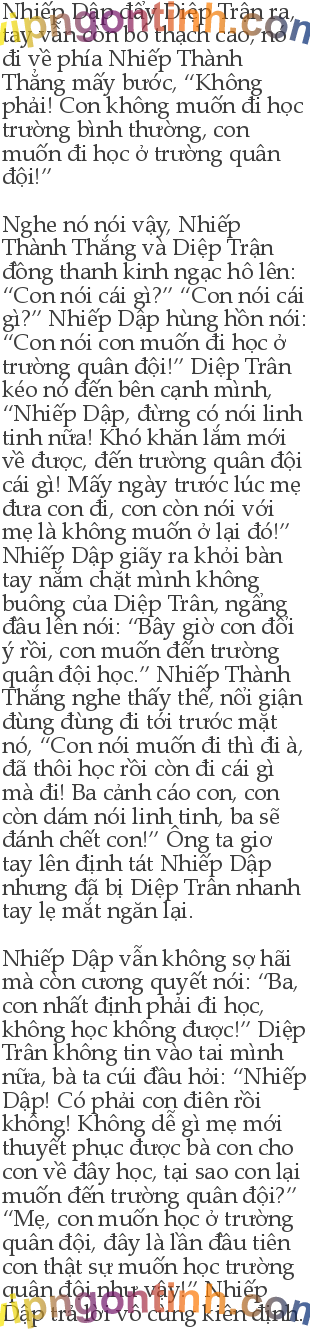 Nhiếp Dập đẩy Diệp Trân ra,
tay vẫn còn bó thạch cao, nó
đi về phía Nhiếp Thành
Thắng mấy bước, “Không
phải! Con không muốn đi học
trường bình thường, con
muốn đi học ở trường quân
đội!”
Nghe nó nói vậy, Nhiếp
Thành Thắng và Diệp Trận
đồng thanh kinh ngạc hô lên:
“Con nói cái gì?” “Con nói cái
gì?” Nhiếp Dập hùng hồn nói:
“Con nói con muốn đi học ở
trường quân đội!” Diệp Trân
kéo nó đến bên cạnh mình,
“Nhiếp Dập, đừng có nói linh
tinh nữa! Khó khăn lắm mới
về được, đến trường quân đội
cái gì! Mấy ngày trước lúc mẹ
đưa con đi, con còn nói với
mẹ là không muốn ở lại đó!”
Nhiếp Dập giãy ra khỏi bàn
tay nắm chặt mình không
buông của Diệp Trân, ngẩng
đầu lên nói: “Bây giờ con đổi
ý rồi, con muốn đến trường
quân đội học.” Nhiếp Thành
Thắng nghe thấy thế, nổi giận
đùng đùng đi tới trước mặt
nó, “Con nói muốn đi thì đi à,
đã thôi học rồi còn đi cái gì
mà đi! Ba cảnh cáo con, con
còn dám nói linh tinh, ba sẽ
đánh chết con!” Ông ta giơ
tay lên định tát Nhiếp Dập
nhưng đã bị Diệp Trân nhanh
tay lẹ mắt ngăn lại.
Nhiếp Dập vẫn không sợ hãi
mà còn cương quyết nói: “Ba,
con nhất định phải đi học,
không học không được!” Diệp
Trân không tin vào tai mình
nữa, bà ta cúi đầu hỏi: “Nhiếp
Dập! Có phải con điên rồi
không! Không dễ gì mẹ mới
thuyết phục được bà con cho
con về đây học, tại sao con lại
muốn đến trường quân đội?”
“Mẹ, con muốn học ở trường
quân đội, đây là lần đầu tiên
con thật sự muốn học trường
quân đội như vậy!” Nhiếp
Dập trả lời vô cùng kiên định.